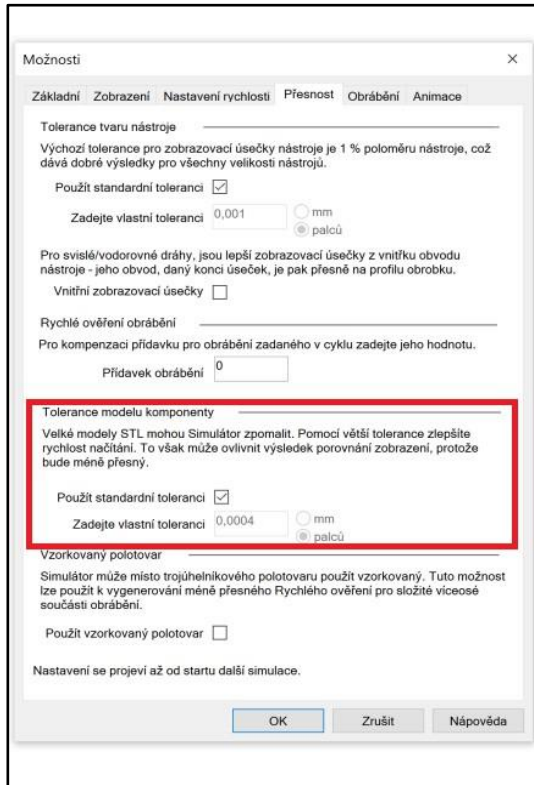 Možnosti
Základní Zobrazení Nastavení rychlosti Přesnost Obrábění Animace
Tolerance tvaru nástroje
Výchozí tolerance pro zobrazovací úsečky nástroje je 1 % poloměru nástroje, což
dává dobré výsledky pro všechny velikosti nástrojů.
Použít standardní toleranci
Zadejte vlastní toleranci 0,001 mm
palců
Pro svislé/vodorovné dráhy, jsou lepší zobrazovací úsečky z vnitřku obvodu
nástroje - jeho obvod, daný konci úseček, je pak přesně na profilu obrobku.
Vnitřní zobrazovací úsečky
Rychlé ověření obrábění
Pro kompenzaci přídavku pro obrábění zadaného v cyklu zadejte jeho hodnotu.
Přídavek obrábění 0
Tolerance modelu komponenty
Velké modely STL mohou Simulátor zpomalit. Pomocí větší tolerance zlepšíte
rychlost načítání. To však může ovlivnit výsledek porovnání zobrazení, protože
bude méně přesný.
Použít standardní toleranci
Zadejte vlastní toleranci 0,0004 mm
palců
Vzorkovaný polotovar
Simulátor může místo trojúhelníkového polotovaru použít vzorkovaný. Tuto možnost
lze použít k vygenerování méně přesného Rychlého ověření pro složité víceosé
součásti obrábění.
Použít vzorkovaný polotovar
Nastavení se projeví až od startu další simulace.
OK Zrušit Nápověda